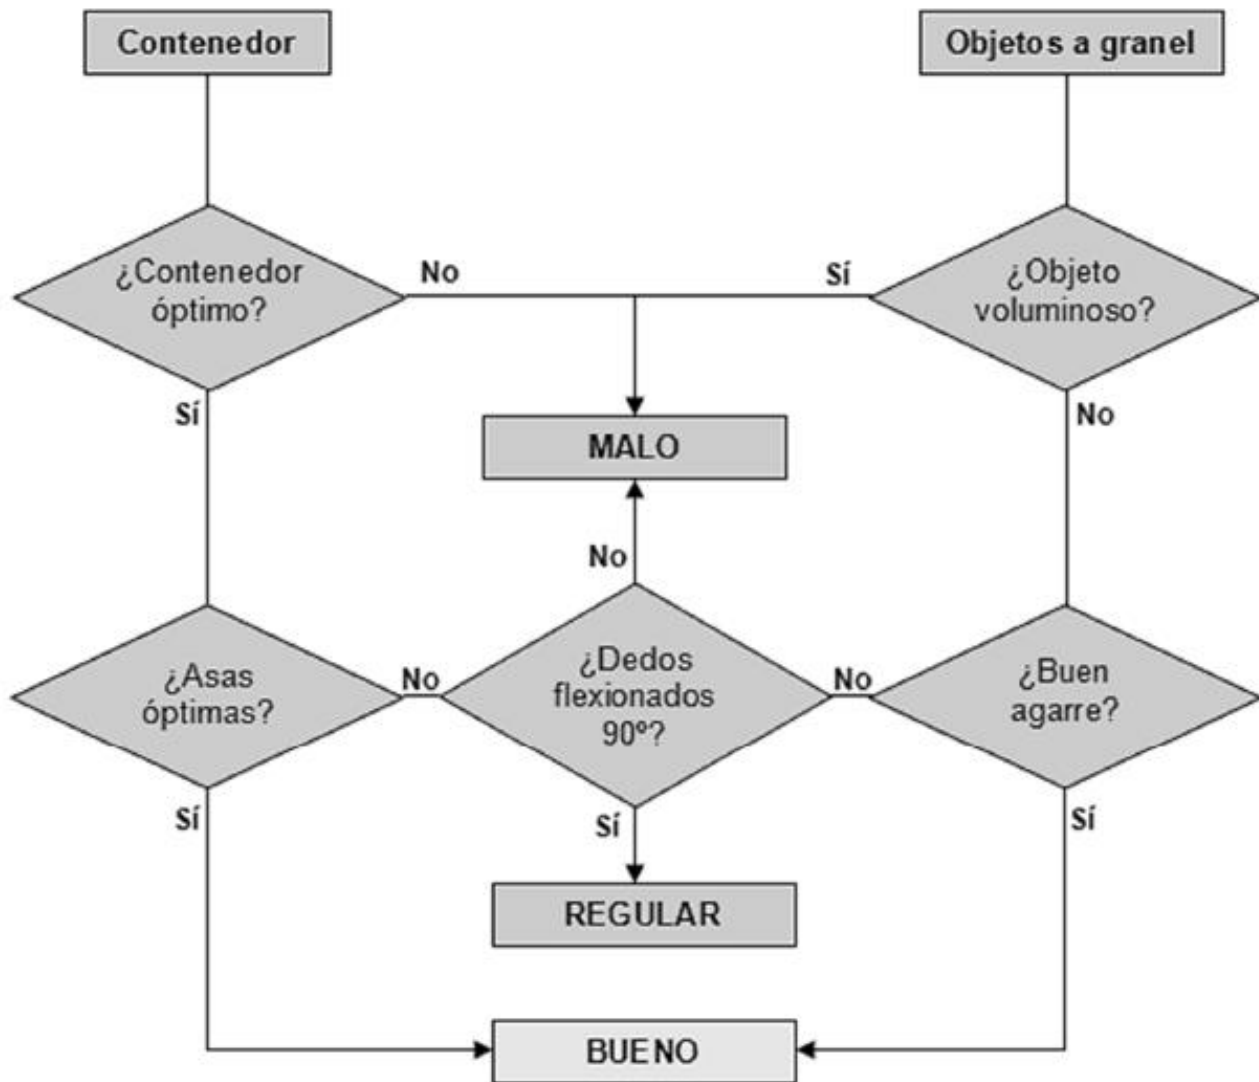 Contenedor
Objetos a granel
¿Contenedor
óptimo?
No
Sí
¿Objeto
voluminoso?
Sí
No
MALO
No
¿Asas
óptimas?
No
¿Dedos
flexionados
90º?
No
¿Buen
agarre?
Sí
Sí
Sí
REGULAR
BUENO